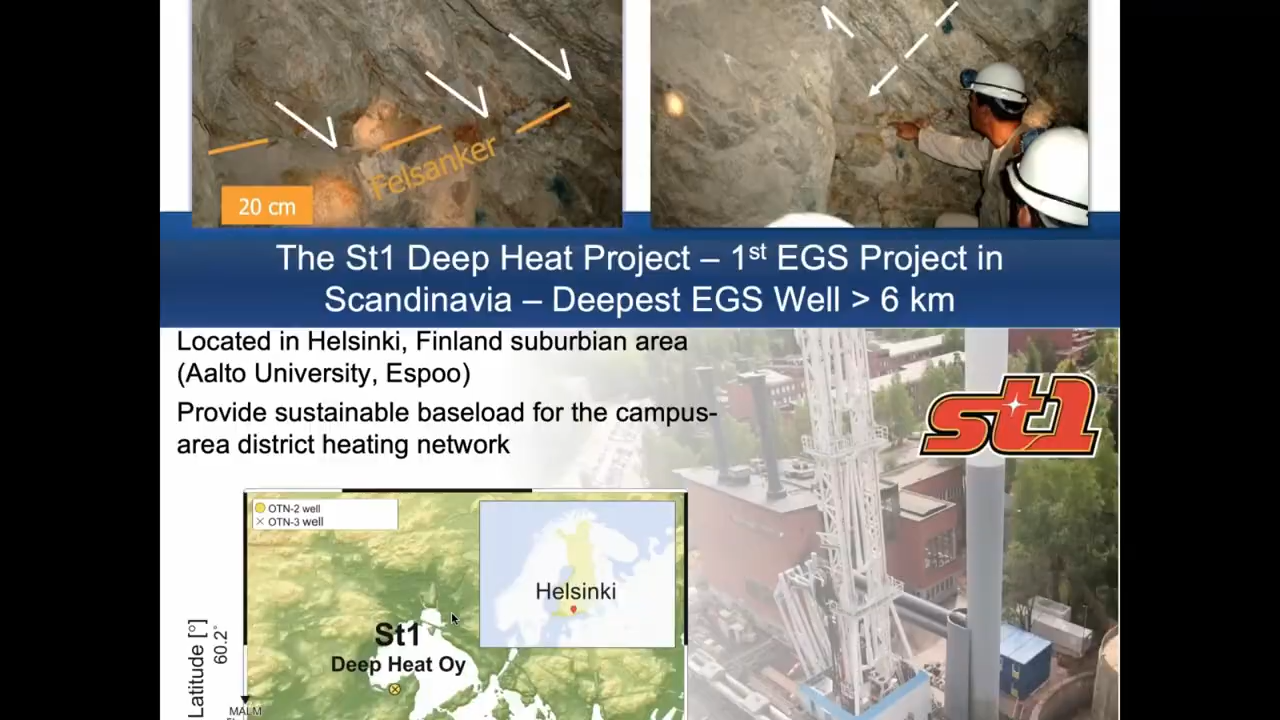 Felsanker
20 cm
The St1 Deep Heat Project – 1st EGS Project in
Scandinavia – Deepest EGS Well > 6 km
Located in Helsinki, Finland suburbian area
(Aalto University, Espoo)
Provide sustainable baseload for the campus-
area district heating network
st1
OTN-2 well
OTN-3 well
Helsinki
St1
Deep Heat Oy
Latitude [°]
60.2°
MALM